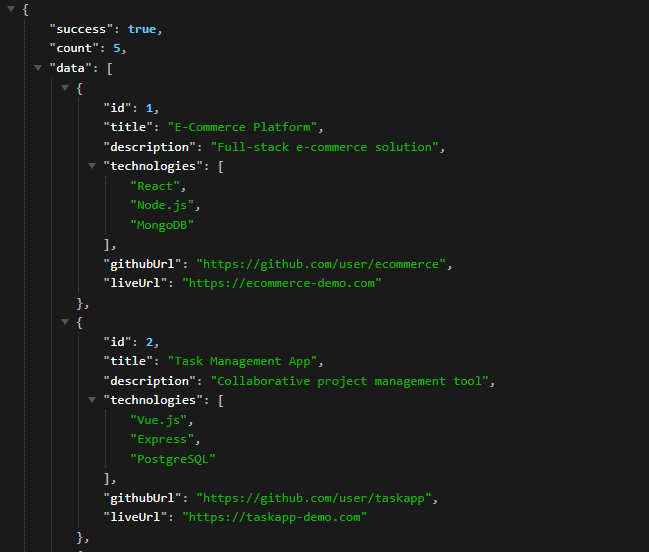 {
"success": true,
"count": 5,
"data": [
{
"id": 1,
"title": "E-Commerce Platform",
"description": "Full-stack e-commerce solution",
"technologies": [
"React",
"Node.js",
"MongoDB"
],
"githubUrl": "https://github.com/user/ecommerce",
"liveUrl": "https://ecommerce-demo.com"
},
{
"id": 2,
"title": "Task Management App",
"description": "Collaborative project management tool",
"technologies": [
"Vue.js",
"Express",
"PostgreSQL"
],
"githubUrl": "https://github.com/user/taskapp",
"liveUrl": "https://taskapp-demo.com"
},